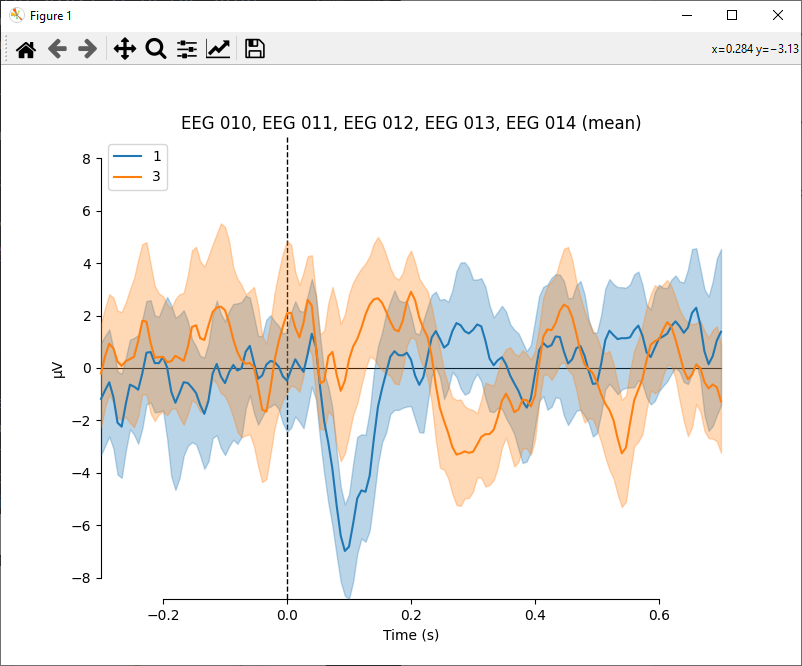 Figure 1
x=0.284 y=−3.13
EEG 010, EEG 011, EEG 012, EEG 013, EEG 014 (mean)
1
3
8
6
4
2
0
−2
−4
−6
−8
µV
−0.2 0.0 0.2 0.4 0.6
Time (s)